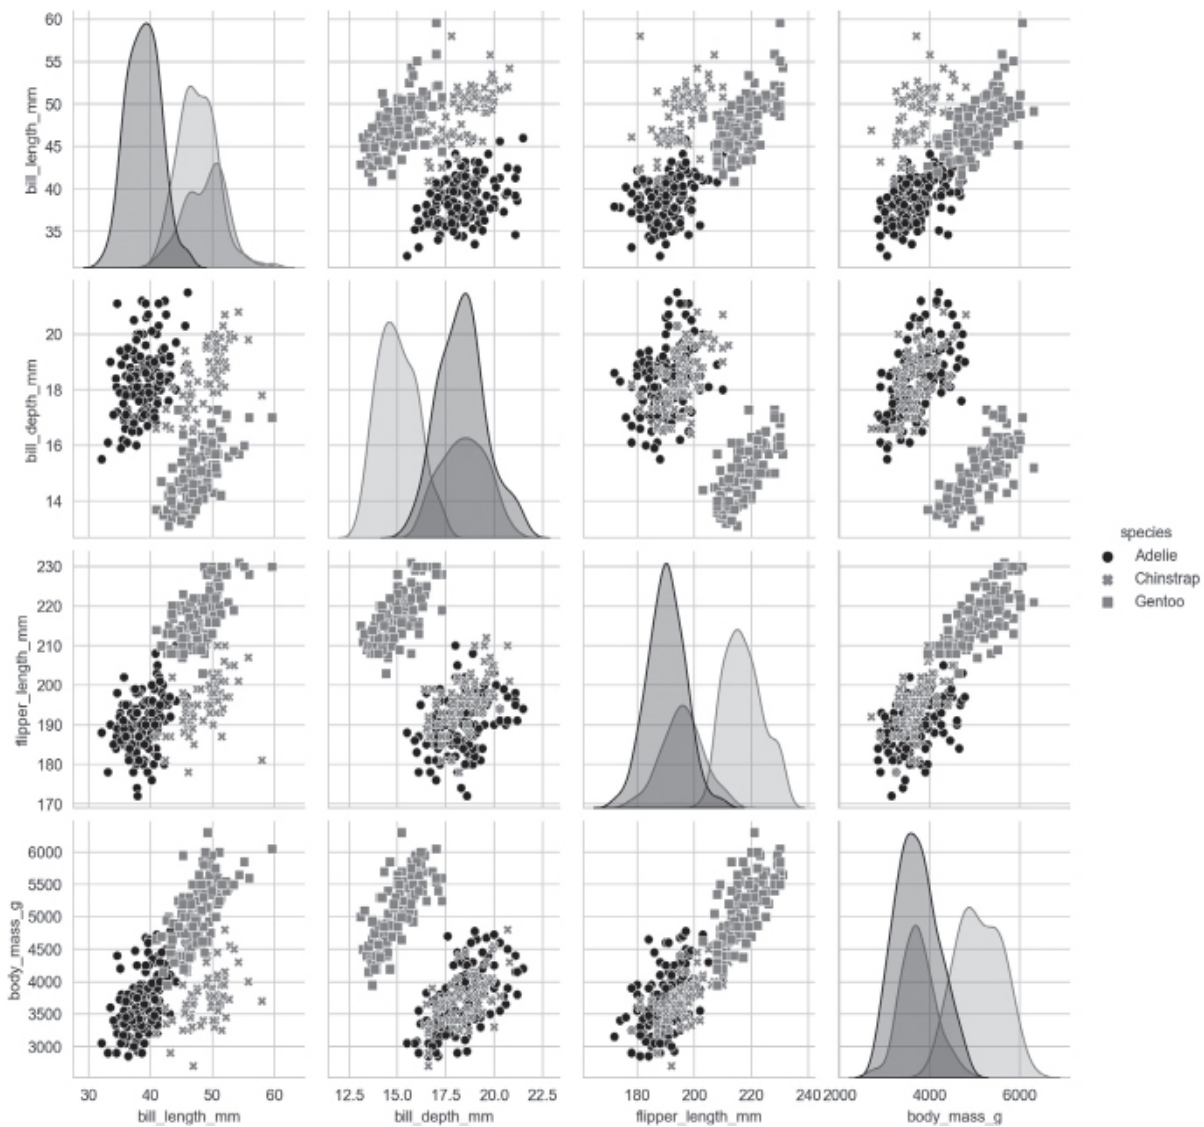 60
55
50
45
40
35
bill_length_mm
20
18
16
14
bill_depth_mm
230
220
210
200
190
180
170
flipper_length_mm
6000
5500
5000
4500
4000
3500
3000
body_mass_g
30 40 50 60
bill_length_mm
12.5 15.0 17.5 20.0 22.5
bill_depth_mm
180 200 220 240
flipper_length_mm
2000 4000 6000
body_mass_g
species
Adelie
Chinstrap
Gentoo